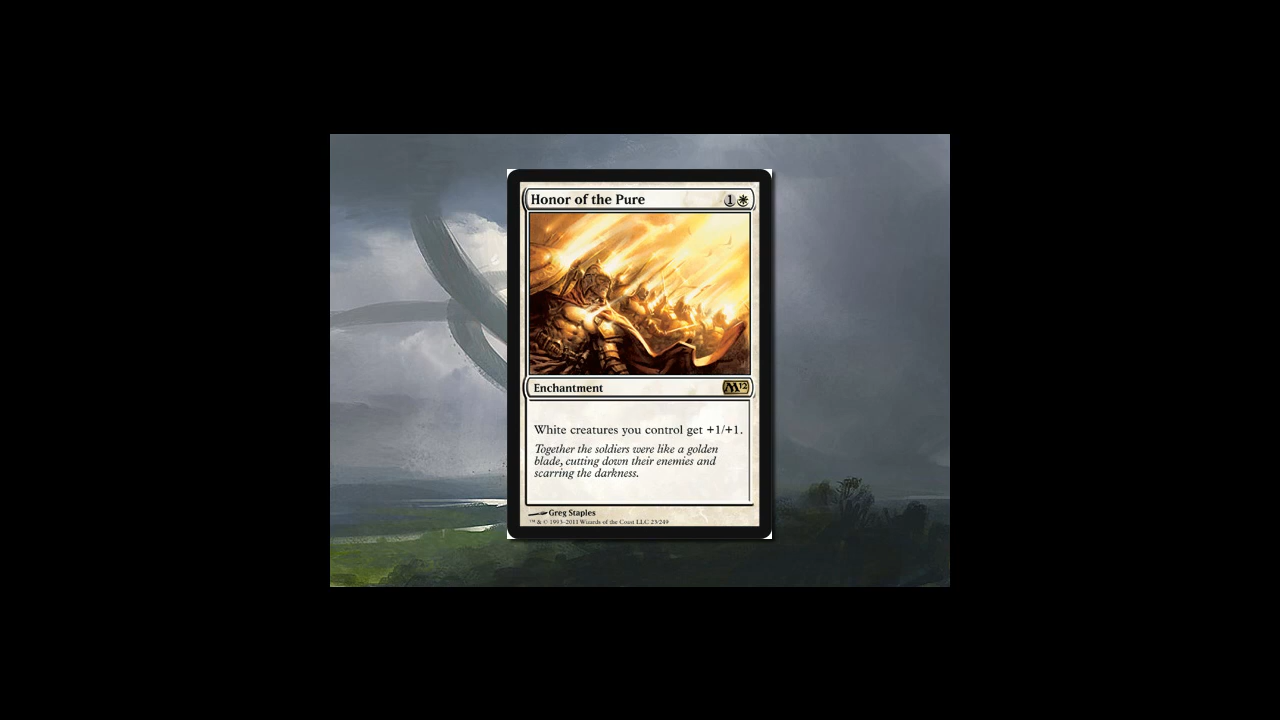 Honor of the Pure 1
Enchantment M12
White creatures you control get +1/+1.
Together the soldiers were like a golden
blade, cutting down their enemies and
scarring the darkness.
Greg Staples
™ & © 1993–2011 Wizards of the Coast LLC 23/249